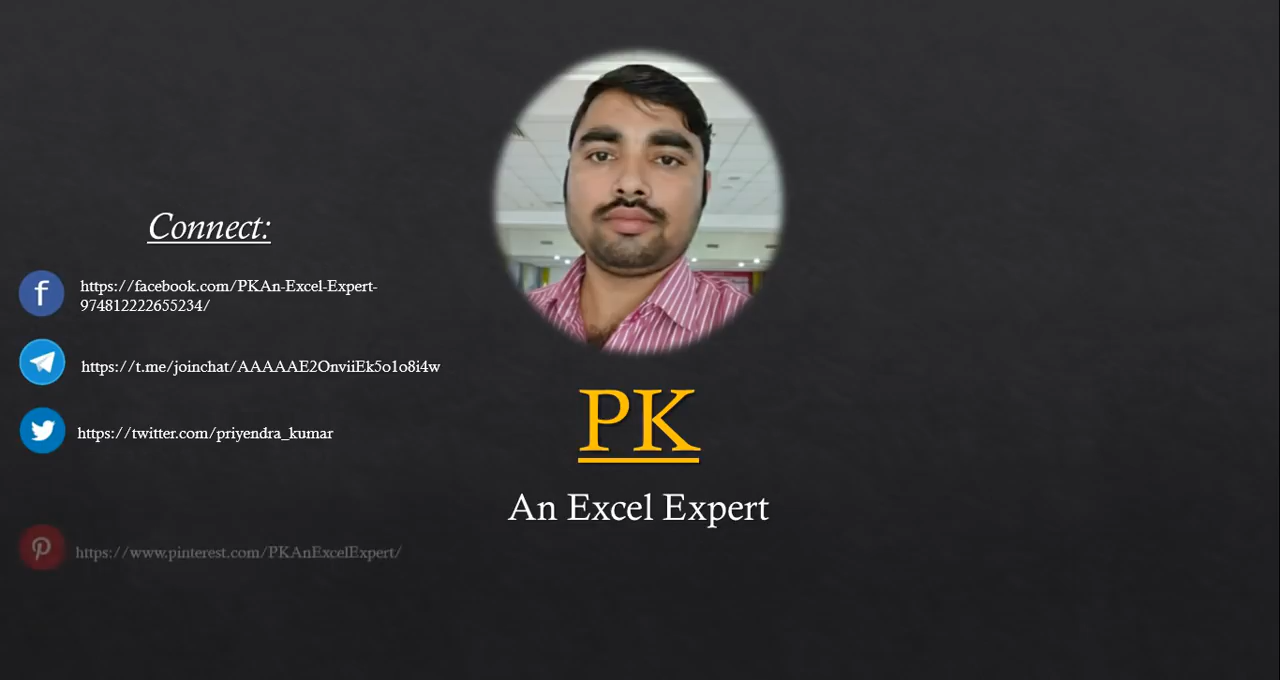 Connect:
https://facebook.com/PKAn-Excel-Expert-
974812222655234/
https://t.me/joinchat/AAAAAE2OnviiEk5o1o8i4w
https://twitter.com/priyendra_kumar
https://www.pinterest.com/PKAnExcelExpert/
PK
An Excel Expert